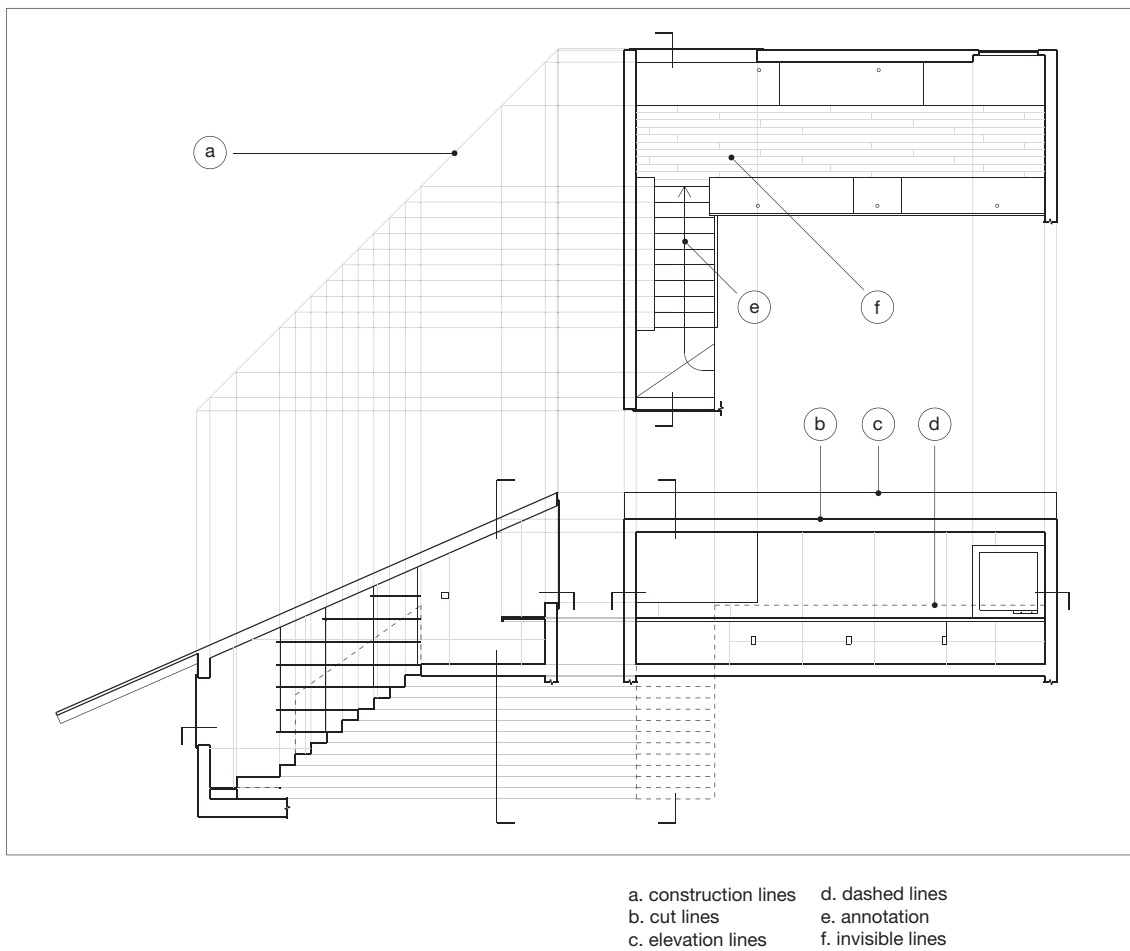 a
e
f
b
c
d
a. construction lines
b. cut lines
c. elevation lines
d. dashed lines
e. annotation
f. invisible lines